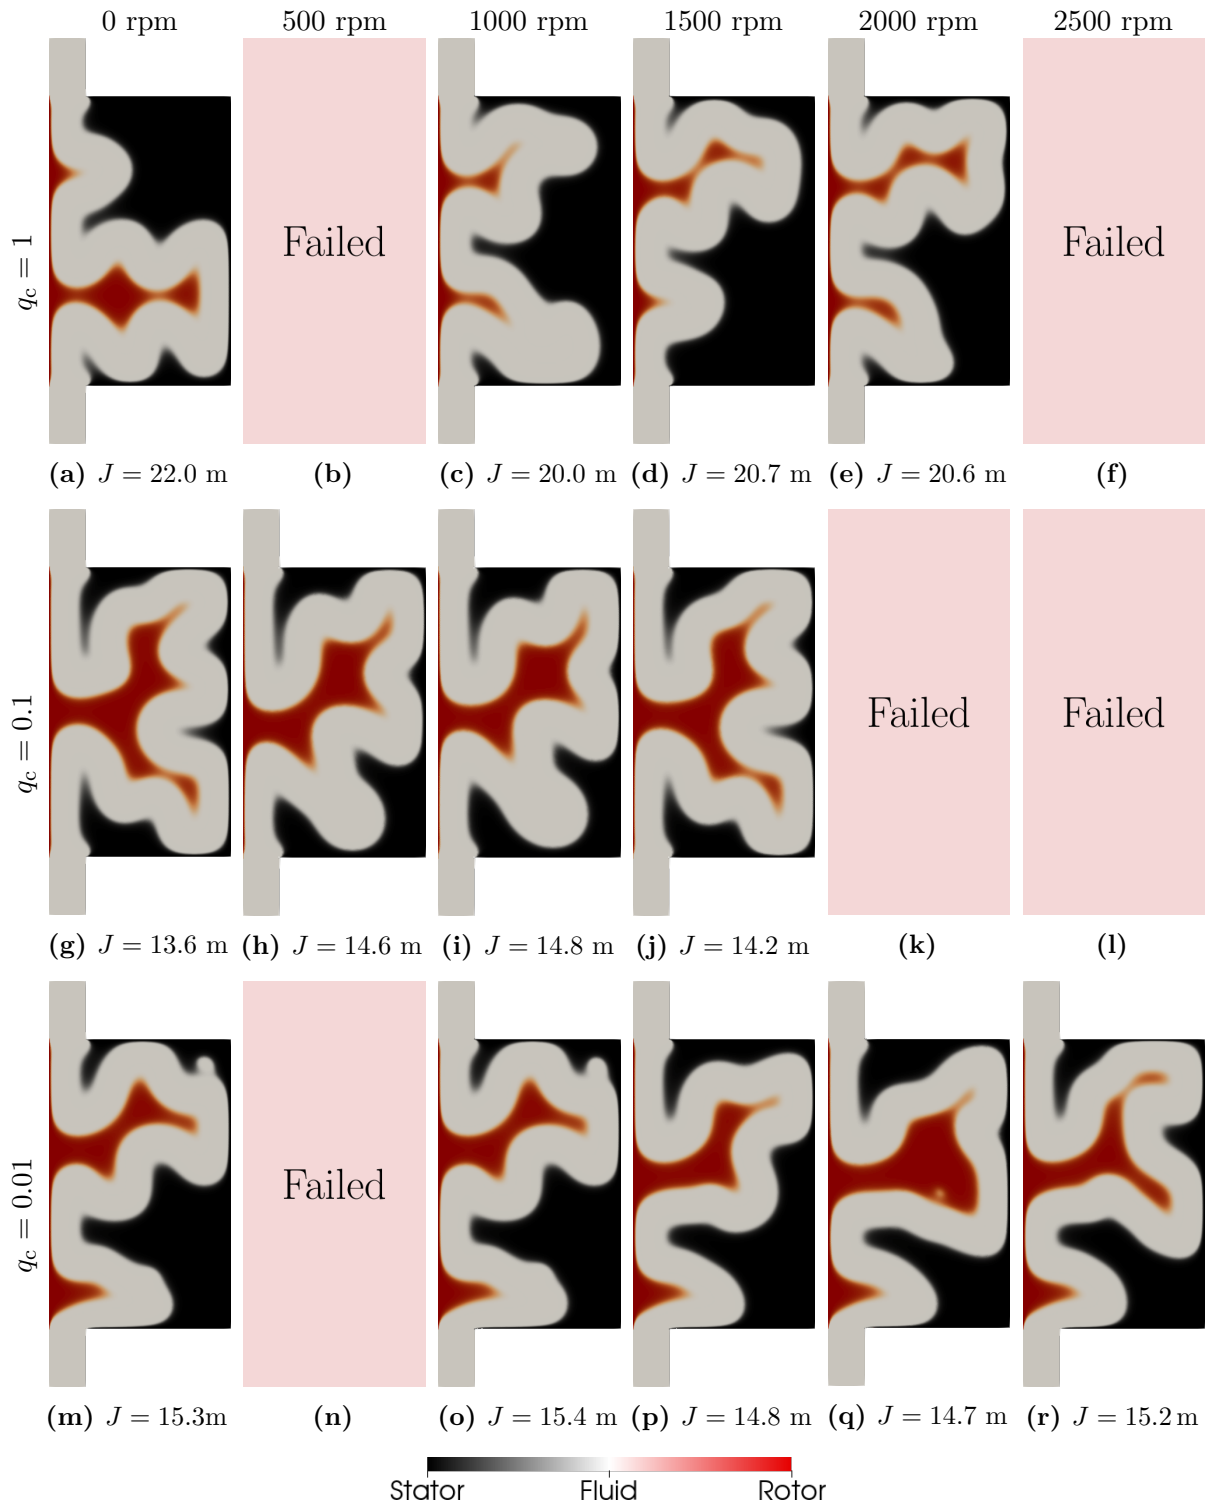 0 rpm 500 rpm 1000 rpm 1500 rpm 2000 rpm 2500 rpm
q_c = 1
Failed Failed
(a) J = 22.0 m (b) (c) J = 20.0 m (d) J = 20.7 m (e) J = 20.6 m (f)
q_c = 0.1
Failed Failed
(g) J = 13.6 m (h) J = 14.6 m (i) J = 14.8 m (j) J = 14.2 m (k) (l)
q_c = 0.01
Failed
(m) J = 15.3m (n) (o) J = 15.4 m (p) J = 14.8 m (q) J = 14.7 m (r) J = 15.2 m
Stator Fluid Rotor